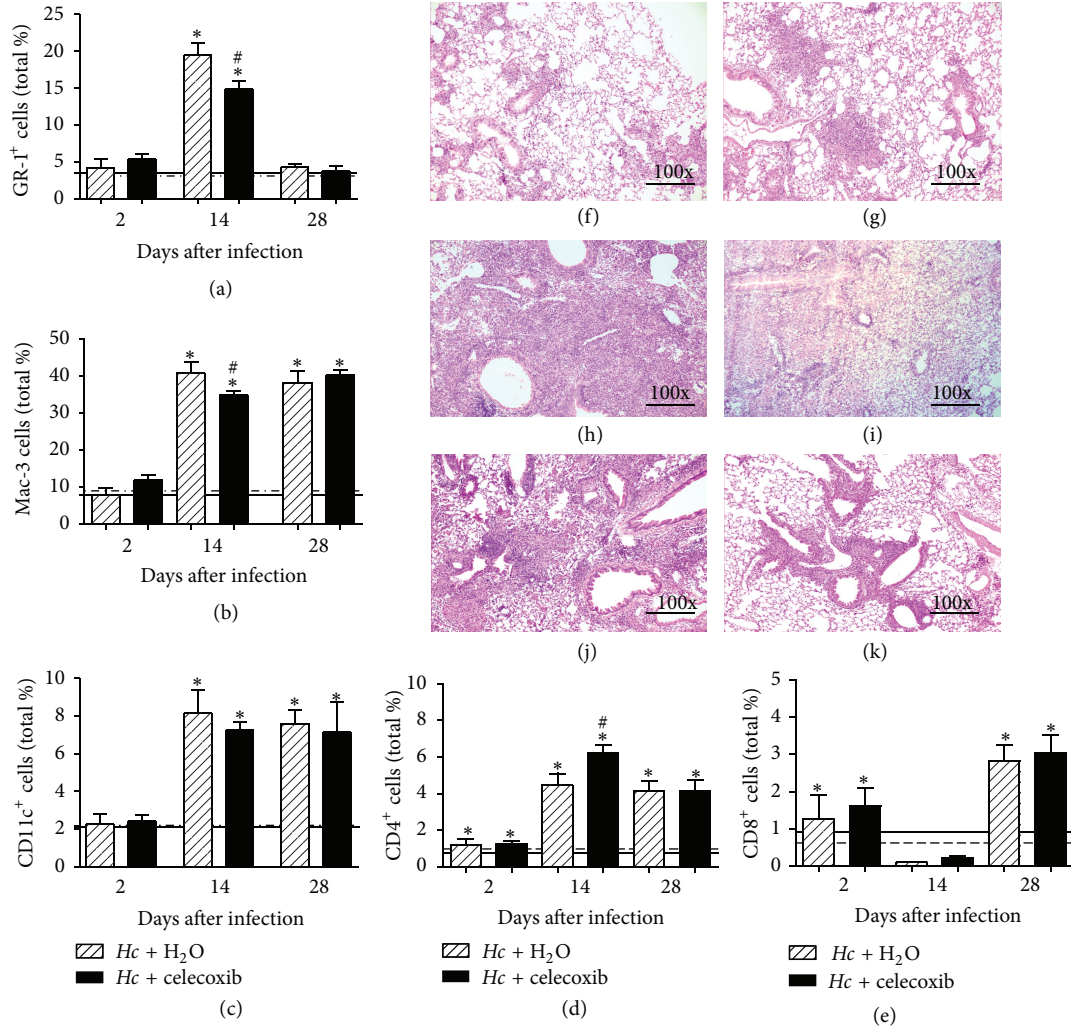 25
20
15
10
5
0
GR-1+ cells (total %)
*
#
*
2 14 28
Days after infection
(a)
100x
(f)
100x
(g)
50
40
30
20
10
0
Mac-3 cells (total %)
*
#
*
*
*
2 14 28
Days after infection
(b)
100x
(h)
100x
(i)
100x
(j)
100x
(k)
10
8
6
4
2
0
CD11c+ cells (total %)
*
*
*
*
2 14 28
Days after infection
Hc + H2O
Hc + celecoxib
(c)
10
8
6
4
2
0
CD4+ cells (total %)
*
*
*
#
*
*
*
2 14 28
Days after infection
Hc + H2O
Hc + celecoxib
(d)
5
4
3
2
1
0
CD8+ cells (total %)
*
*
*
*
2 14 28
Days after infection
Hc + H2O
Hc + celecoxib
(e)